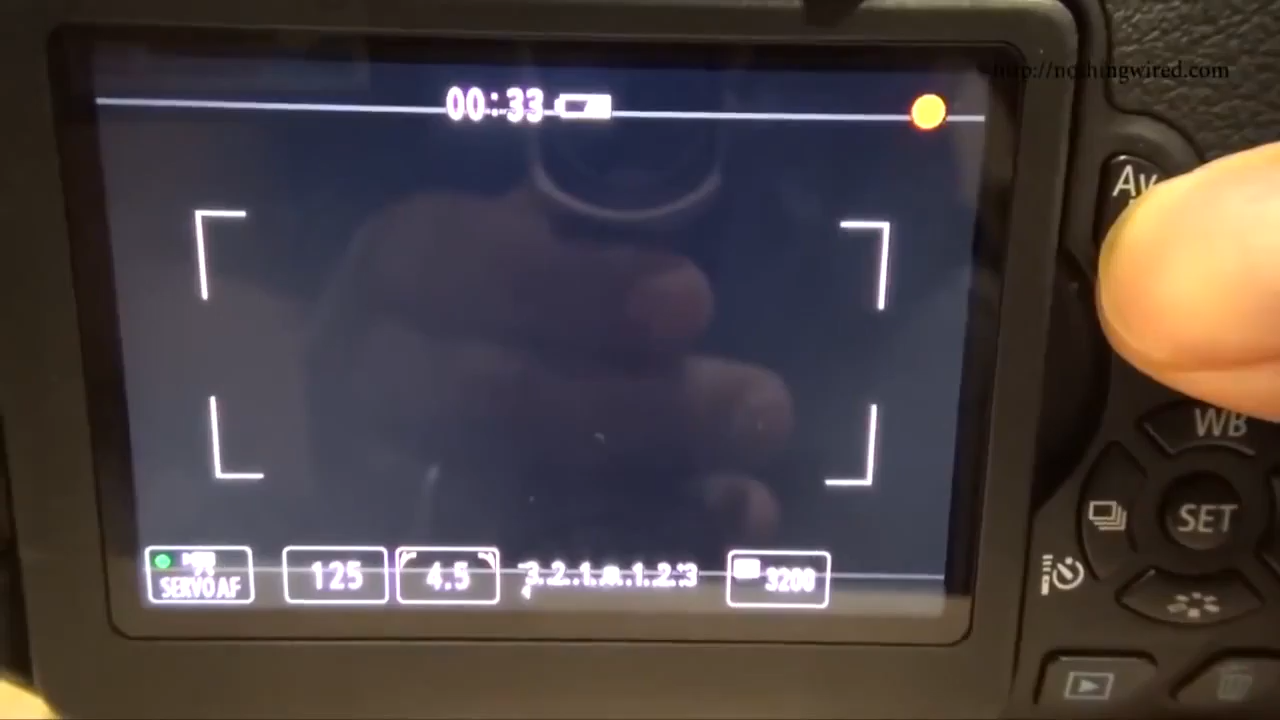 http://nothingwired.com
00:33
Av
WB
SET
SERVO AF
125
4.5
3..2..1..0..1..2..3
3200